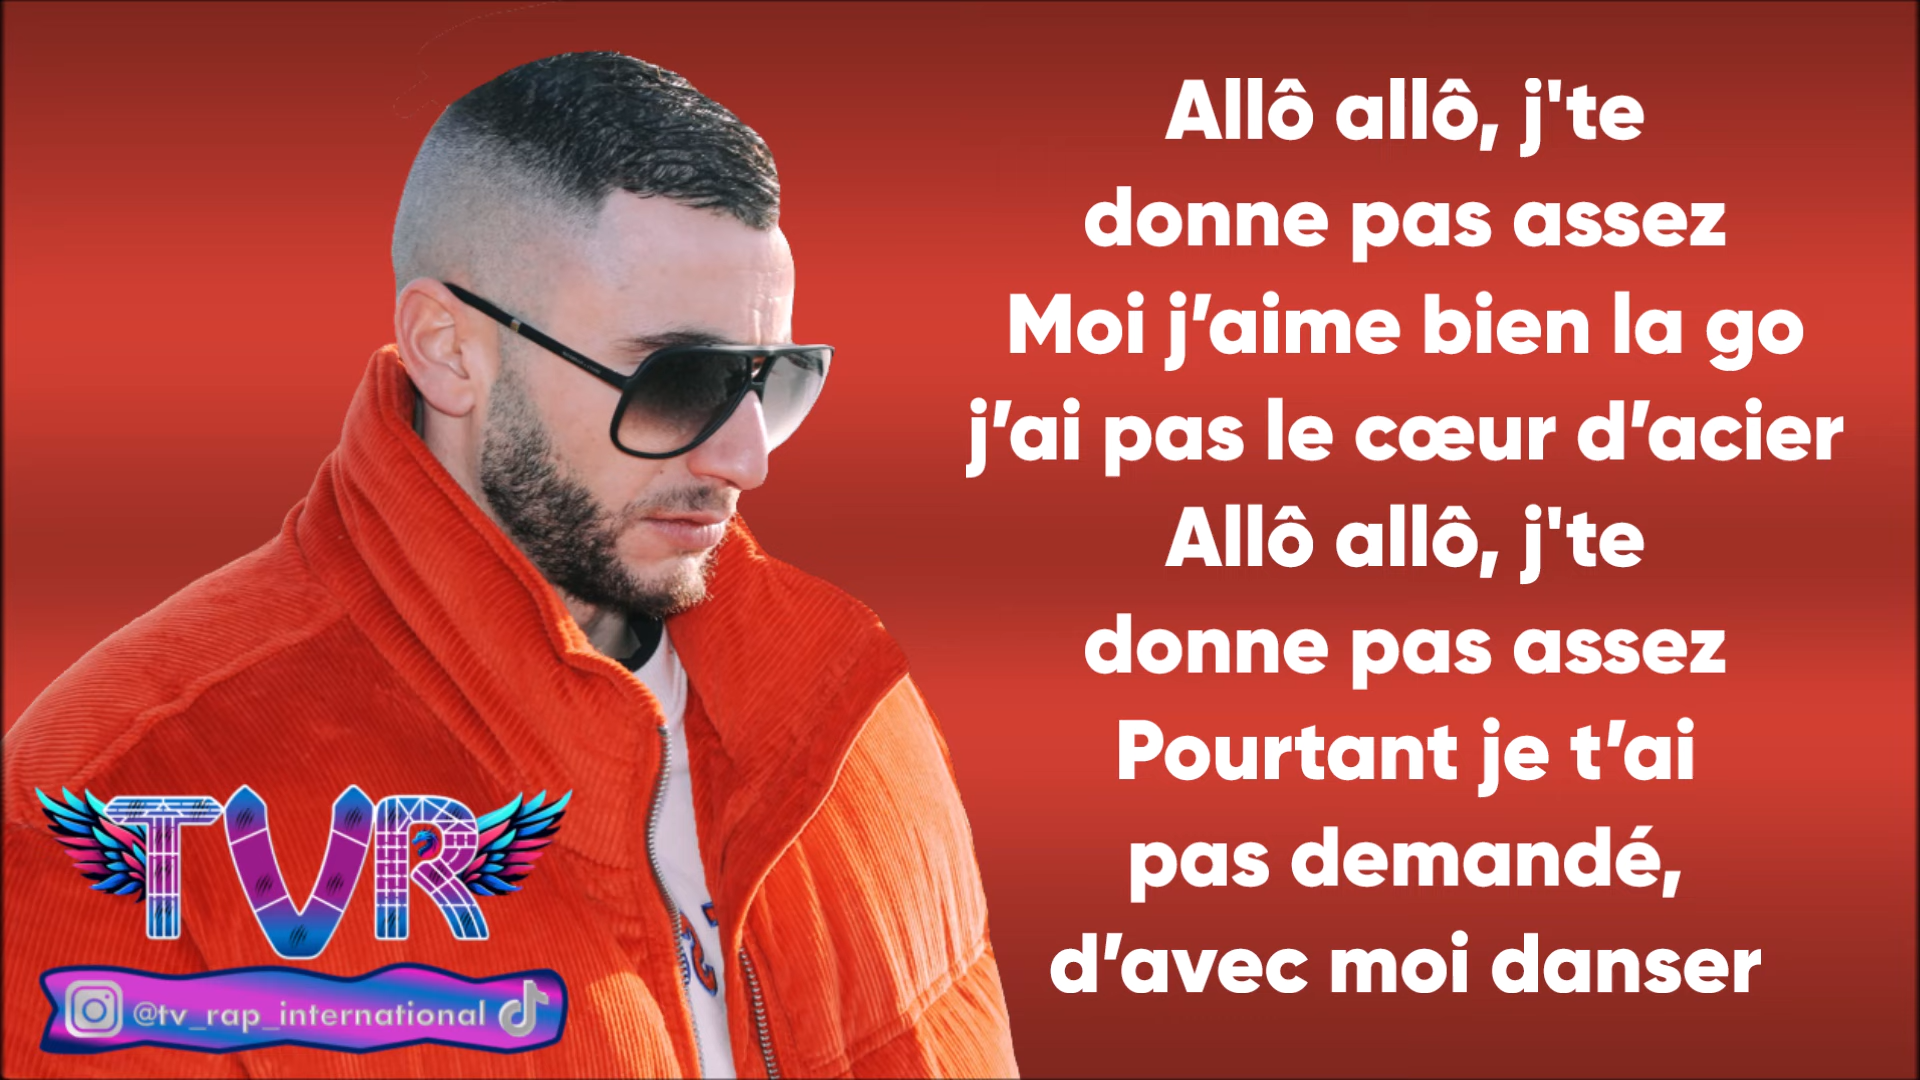 Allô allô, j'te
donne pas assez
Moi j’aime bien la go
j’ai pas le cœur d’acier
Allô allô, j'te
donne pas assez
Pourtant je t’ai
pas demandé,
d’avec moi danser
TVR
@tv_rap_international